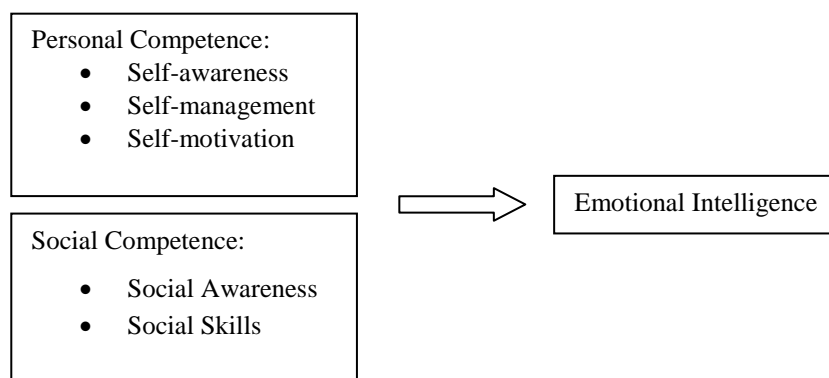 Personal Competence:
• Self-awareness
• Self-management
• Self-motivation
Emotional Intelligence
Social Competence:
• Social Awareness
• Social Skills